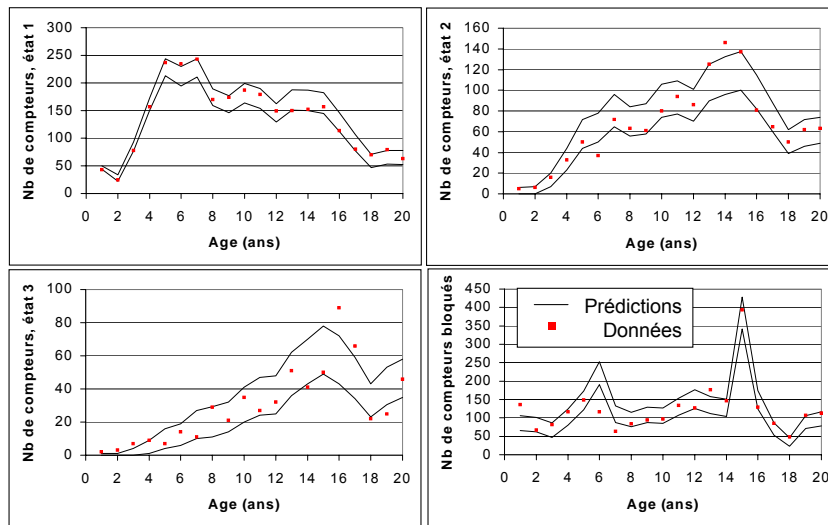 Nb de compteurs, état 1
300
250
200
150
100
50
0
0 2 4 6 8 10 12 14 16 18 20
Age (ans)
Nb de compteurs, état 2
160
140
120
100
80
60
40
20
0
0 2 4 6 8 10 12 14 16 18 20
Age (ans)
Nb de compteurs, état 3
100
80
60
40
20
0
0 2 4 6 8 10 12 14 16 18 20
Age (ans)
Nb de compteurs bloqués
450
400
350
300
250
200
150
100
50
0
Prédictions
Données
0 2 4 6 8 10 12 14 16 18 20
Age (ans)